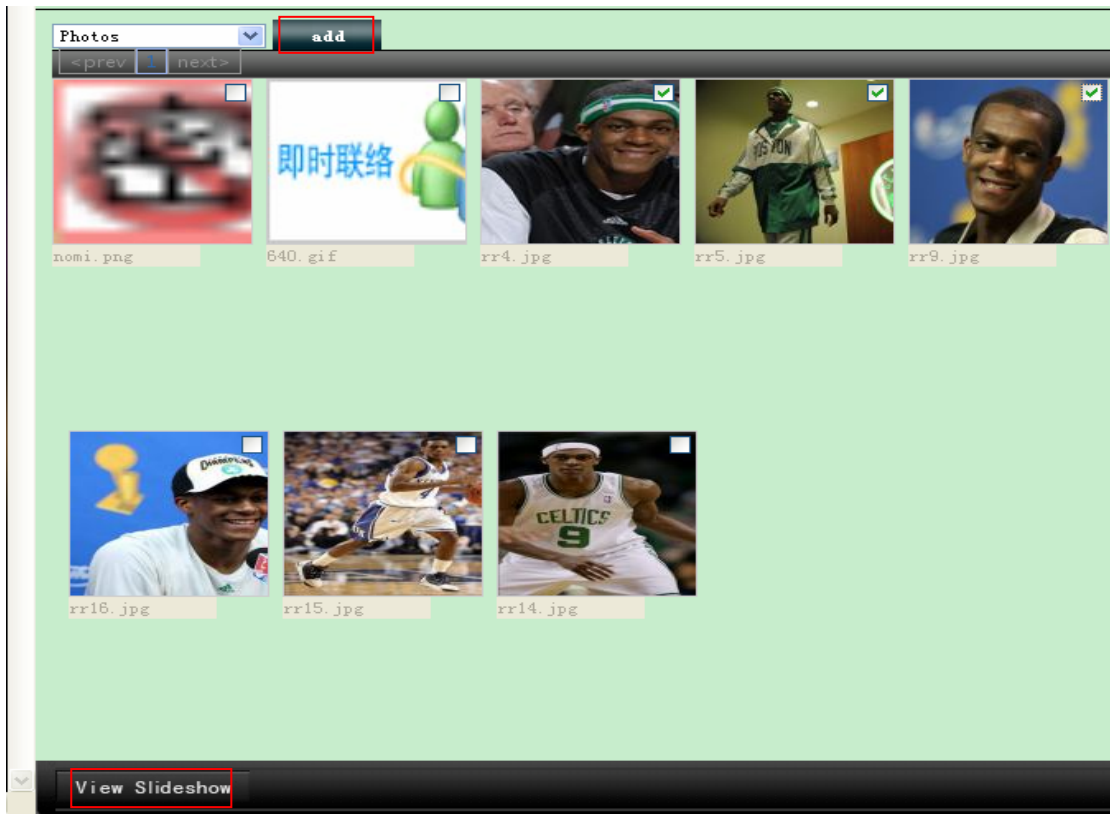 Photos
add
<prev 1 next>
即时联络
BOSTON
nomi.png
640.gif
rr4.jpg
rr5.jpg
rr9.jpg
CELTICS
9
rr16.jpg
rr15.jpg
rr14.jpg
View Slideshow